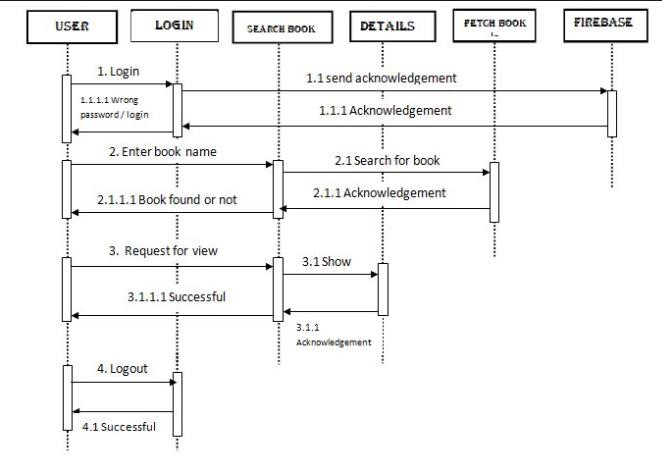 USER
LOGIN
SEARCH BOOK
DETAILS
FETCH BOOK
FIREBASE
1. Login
1.1 send acknowledgement
1.1.1.1 Wrong
password / login
1.1.1 Acknowledgement
2. Enter book name
2.1 Search for book
2.1.1.1 Book found or not
2.1.1 Acknowledgement
3. Request for view
3.1 Show
3.1.1.1 Successful
3.1.1
Acknowledgement
4. Logout
4.1 Successful